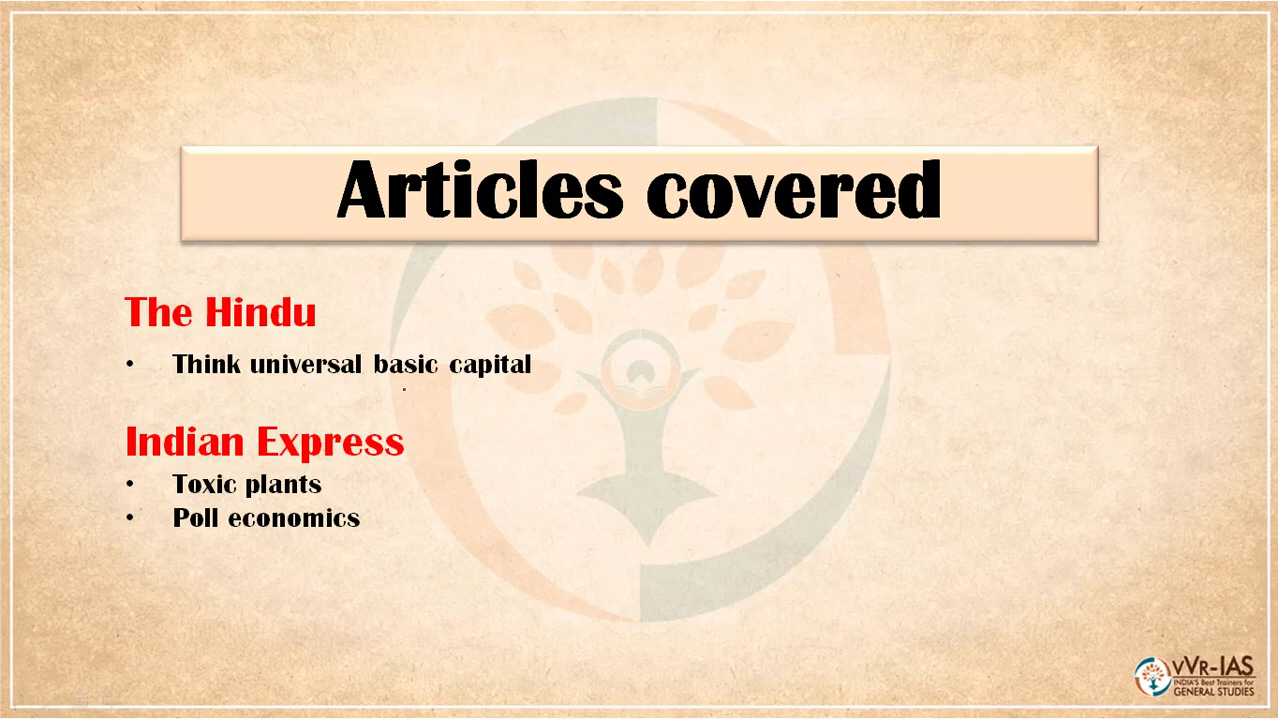 Articles covered
The Hindu
• Think universal basic capital
Indian Express
• Toxic plants
• Poll economics
vVr-IAS
INDIA'S Best Trainers for
GENERAL STUDIES